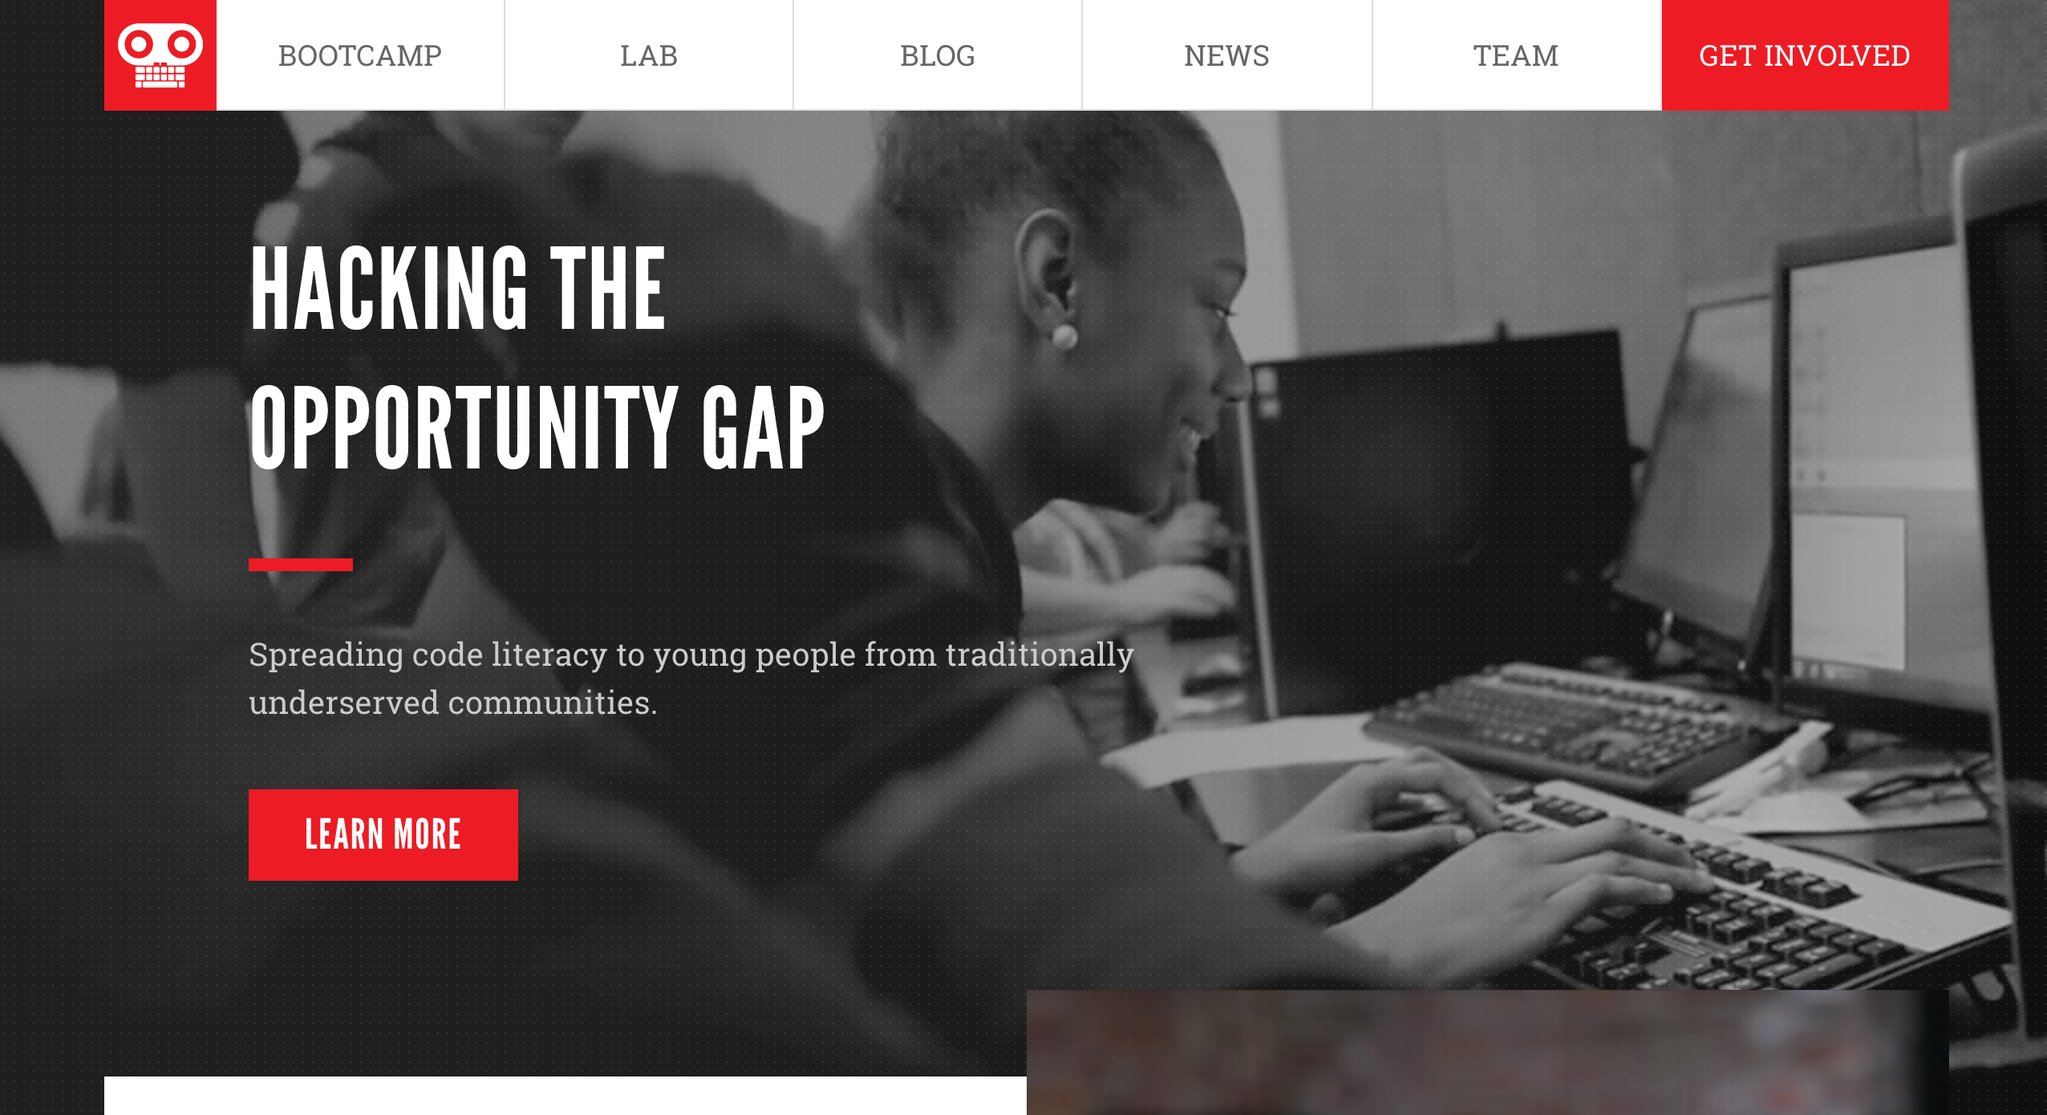 BOOTCAMP
LAB
BLOG
NEWS
TEAM
GET INVOLVED
HACKING THE
OPPORTUNITY GAP
Spreading code literacy to young people from traditionally
underserved communities.
LEARN MORE